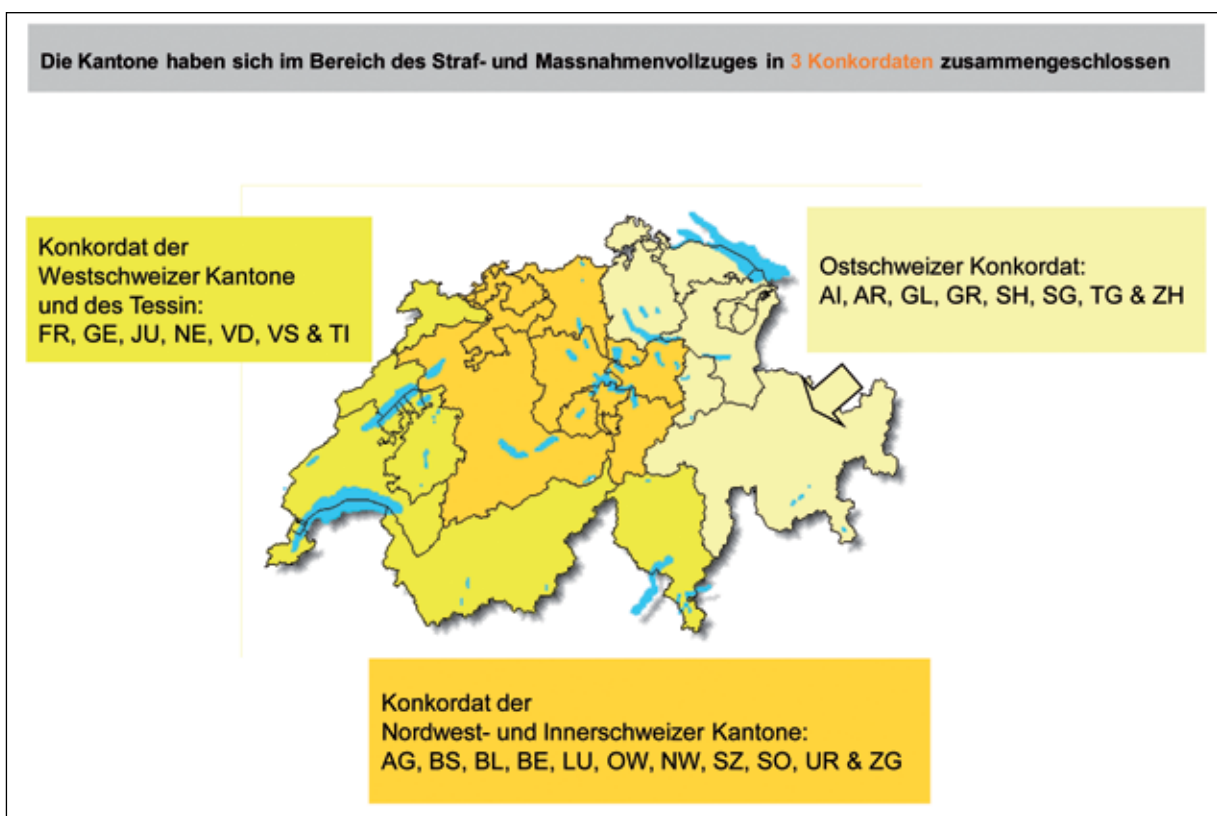 Die Kantone haben sich im Bereich des Straf- und Massnahmenvollzuges in 3 Konkordaten zusammengeschlossen
Konkordat der
Westschweizer Kantone
und des Tessin:
FR, GE, JU, NE, VD, VS & TI
Ostschweizer Konkordat:
AI, AR, GL, GR, SH, SG, TG & ZH
Konkordat der
Nordwest- und Innerschweizer Kantone:
AG, BS, BL, BE, LU, OW, NW, SZ, SO, UR & ZG